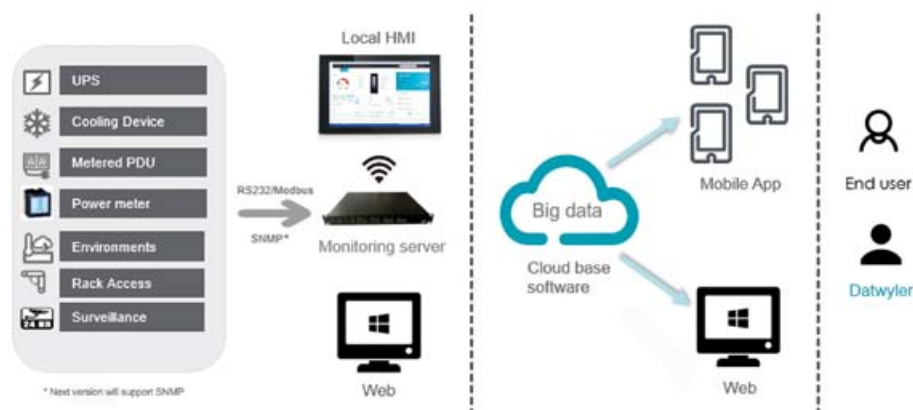 UPS
Cooling Device
Metered PDU
Power meter
Environments
Rack Access
Surveillance
* Next version will support SNMP
RS232/Modbus
SNMP*
Local HMI
Monitoring server
Web
Big data
Cloud base
software
Mobile App
Web
End user
Datwyler